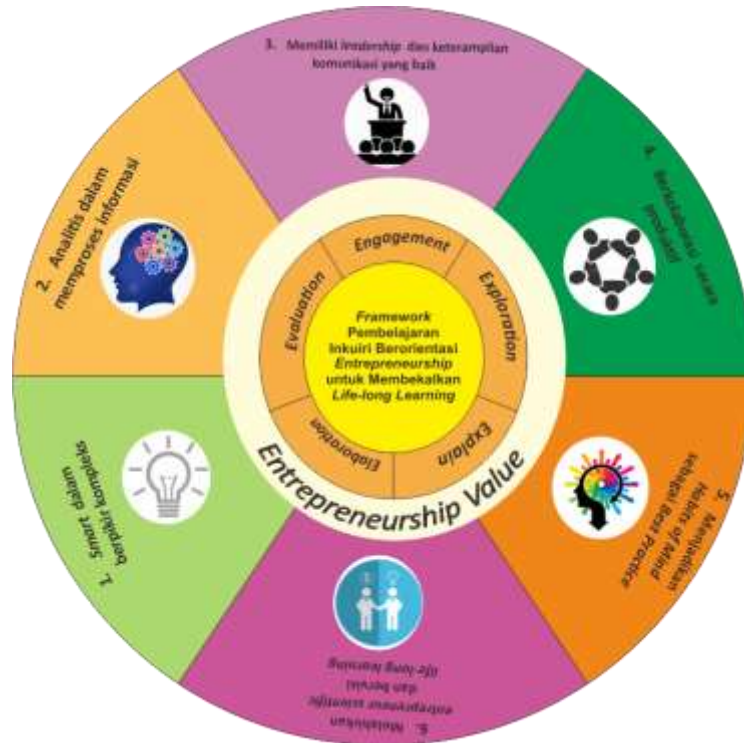 Framework
Pembelajaran
Inkuiri Berorientasi
Entrepreneurship
untuk Membekalkan
Life-long Learning
Engagement
Exploration
Explain
Elaboration
Evaluation
Entrepreneurship Value
1. Smart dalam
berpikir kompleks
2. Analitis dalam
memproses informasi
3. Memiliki leadership dan keterampilan
komunikasi yang baik
4. Berkolaborasi secara
produktif
5. Menjadikan
Habits of Mind
sebagai Best Practice
6. Melahirkan
entrepreneur scientific
dan bervisi
life-long learning